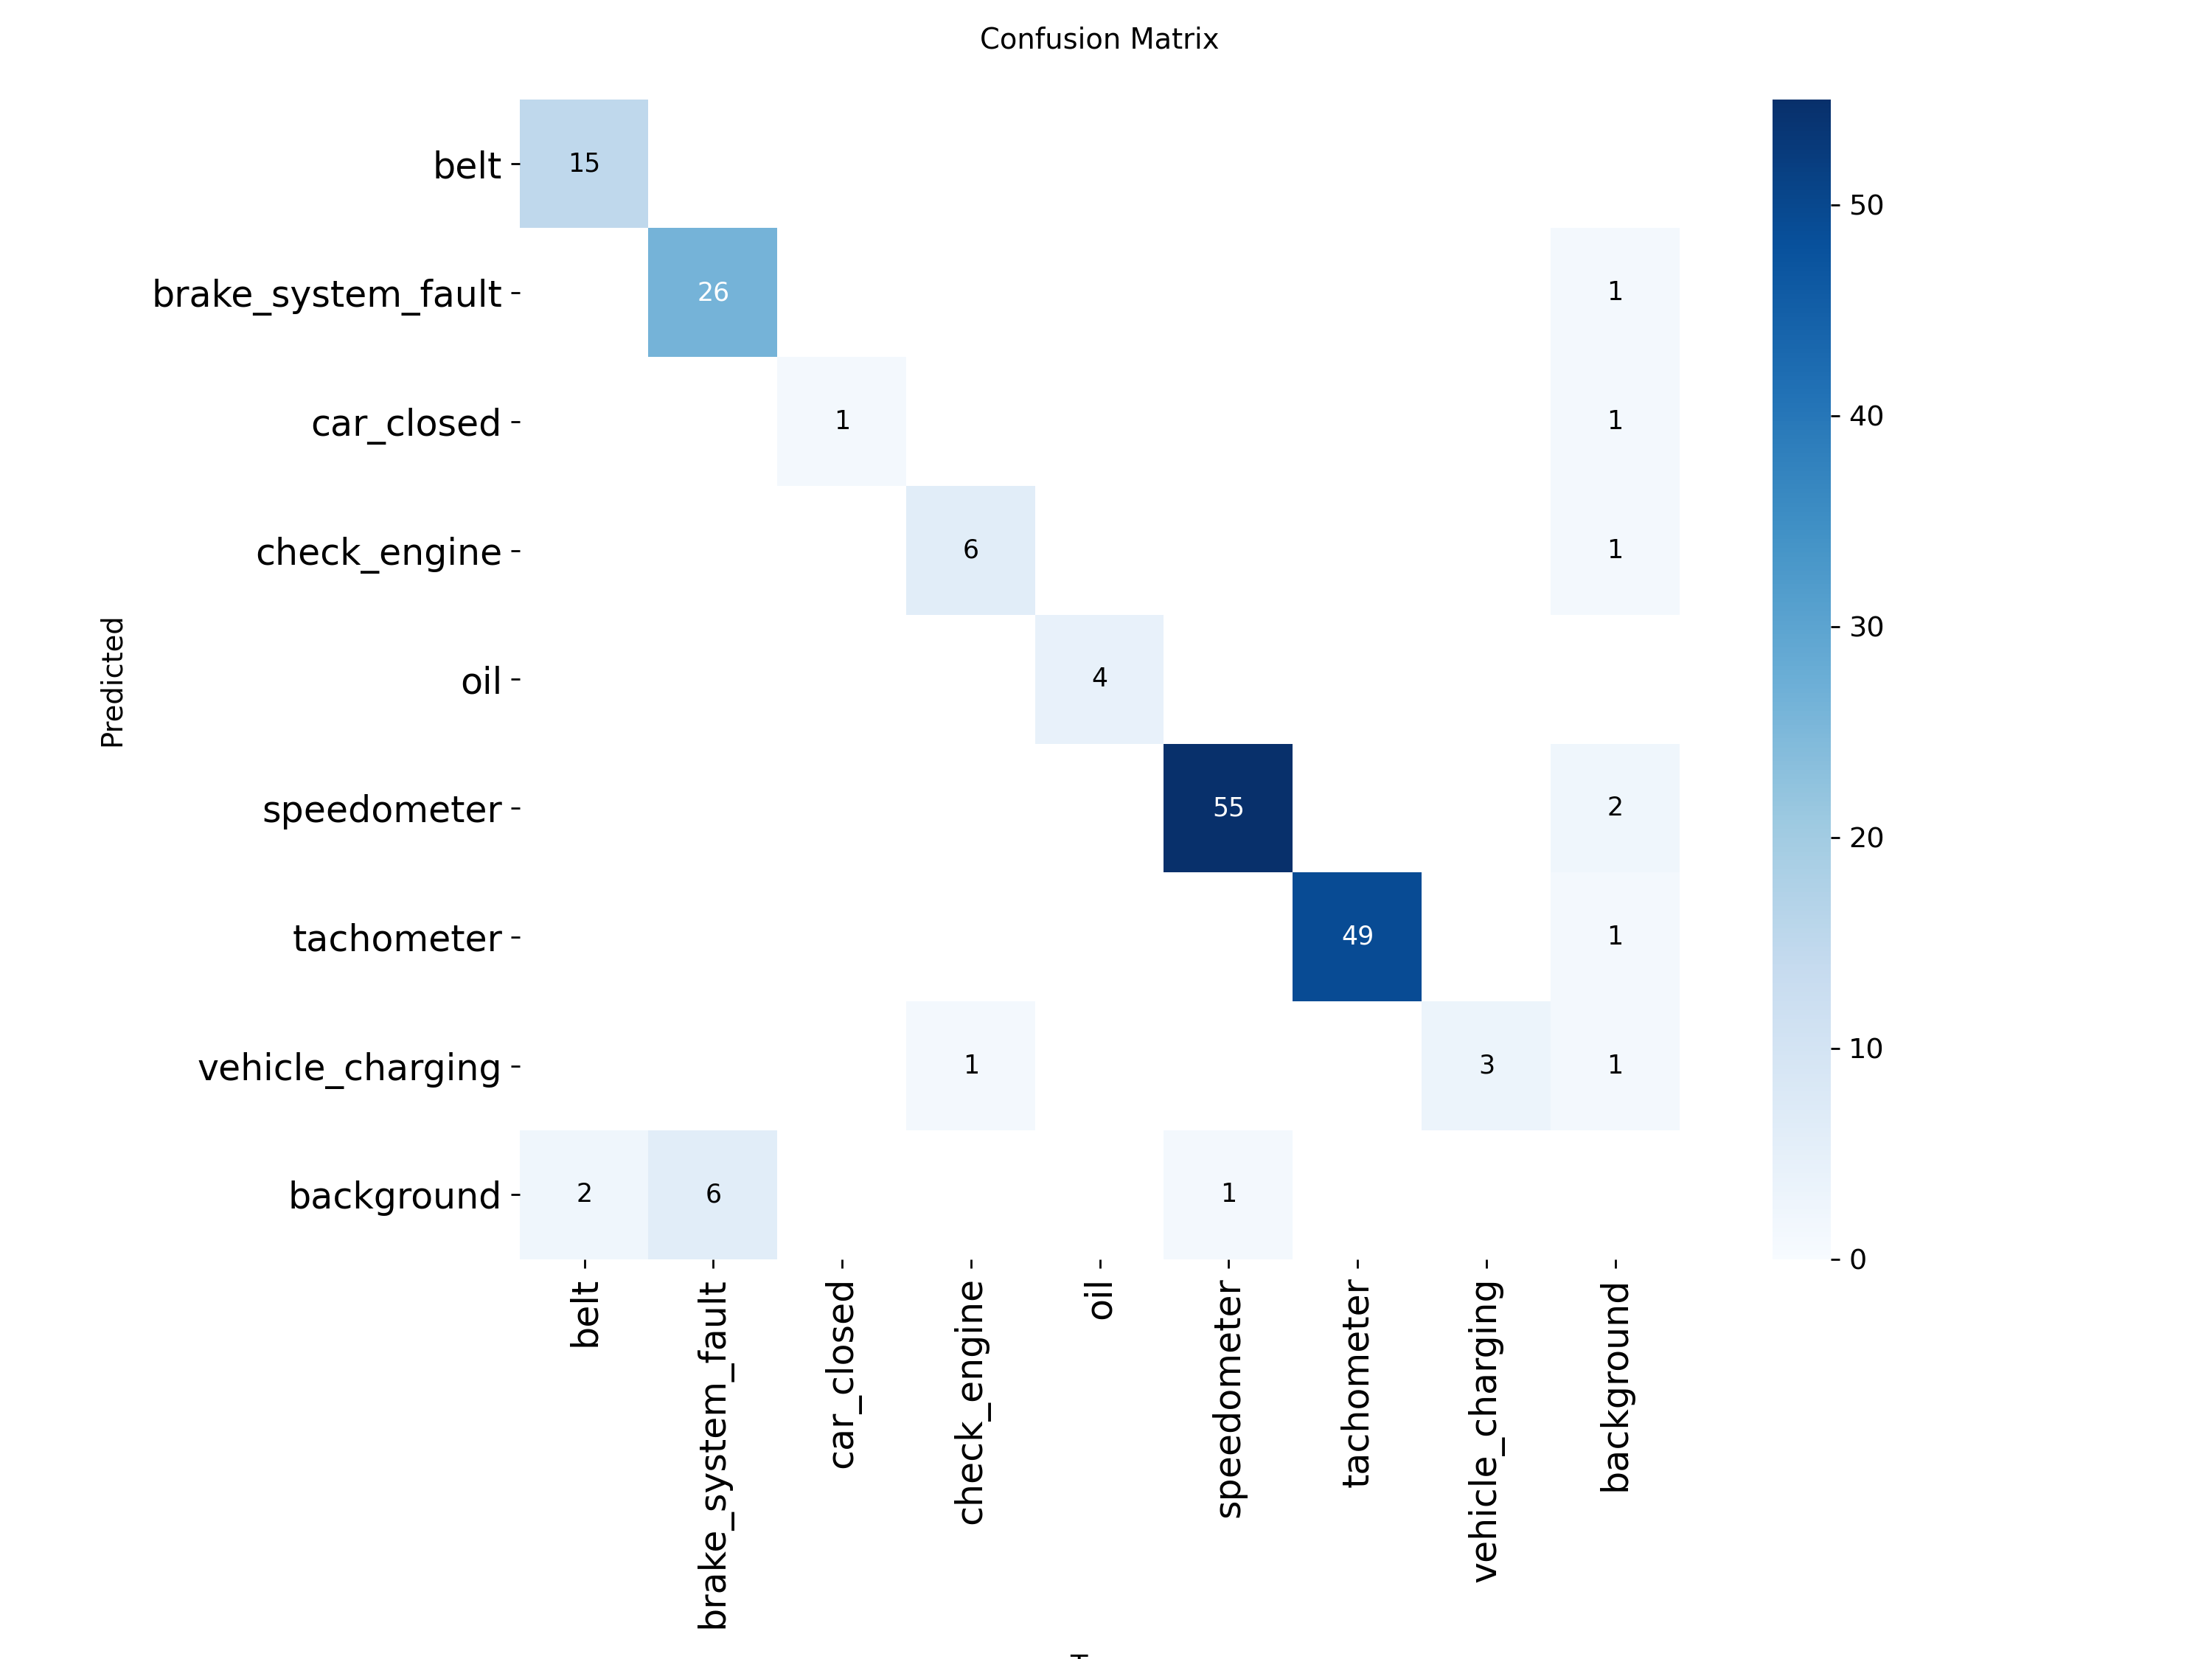 Confusion Matrix
Predicted
belt 15
brake_system_fault 26 1
car_closed 1 1
check_engine 6 1
oil 4
speedometer 55 2
tachometer 49 1
vehicle_charging 1 3 1
background 2 6 1
belt
brake_system_fault
car_closed
check_engine
oil
speedometer
tachometer
vehicle_charging
background
50
40
30
20
10
0